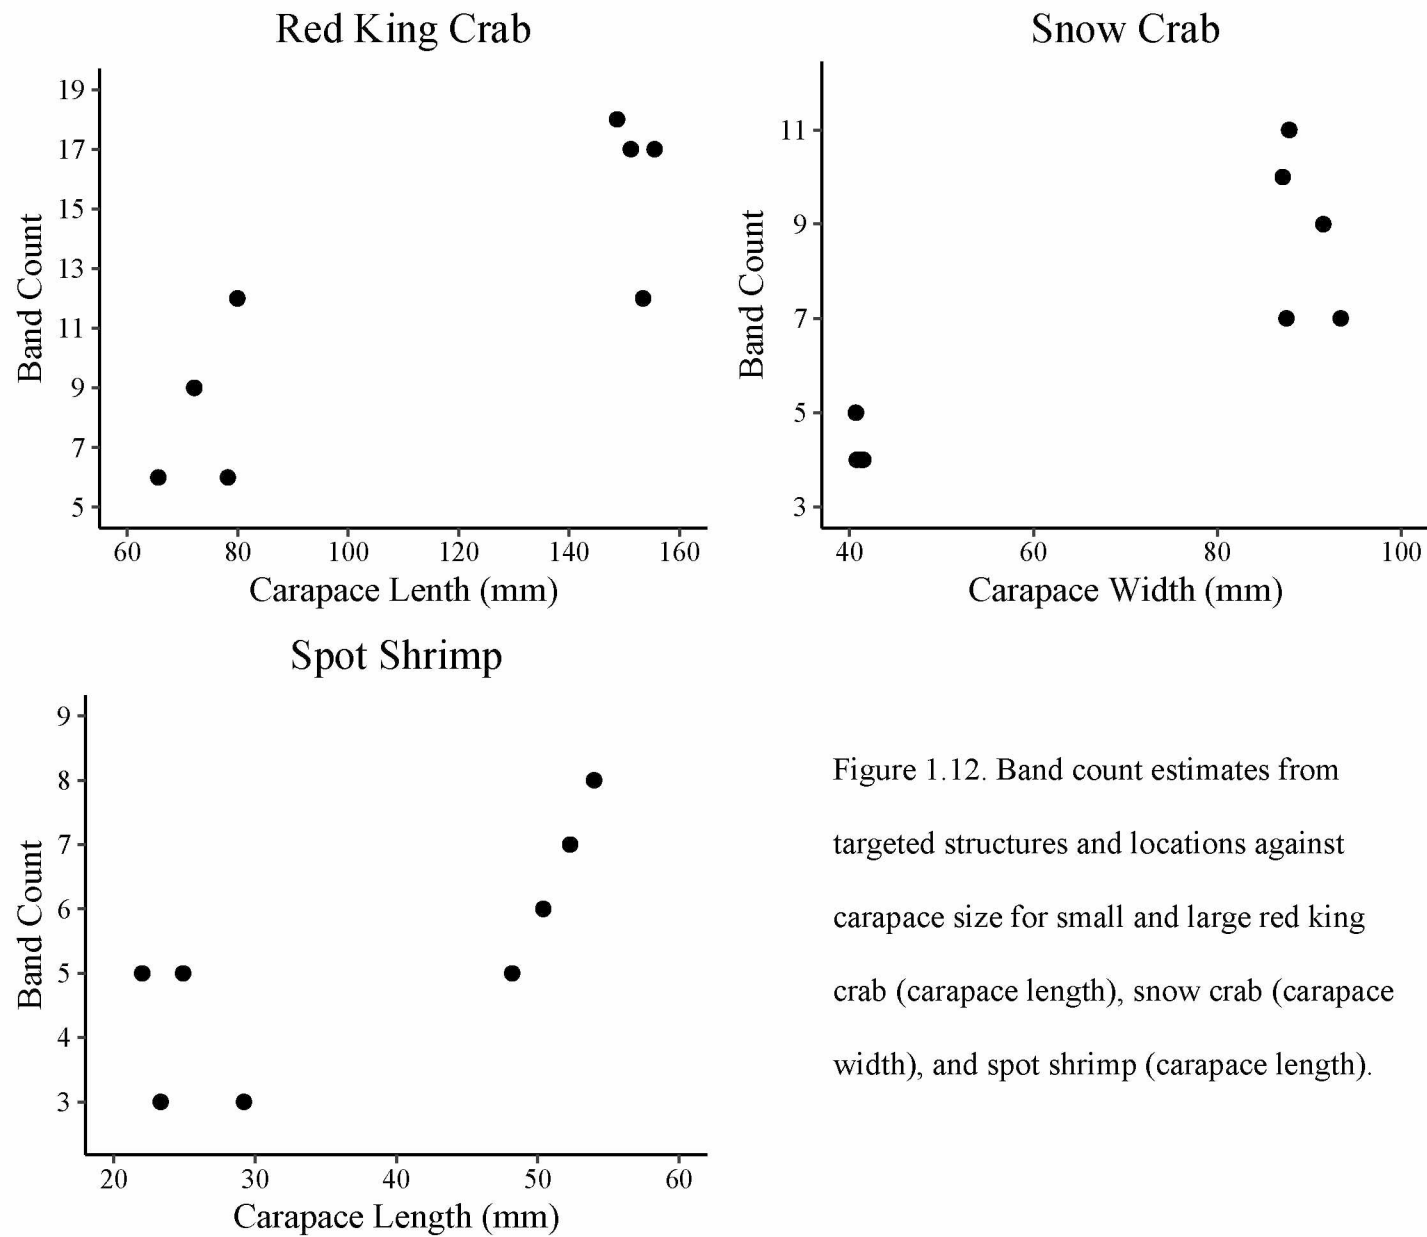 Red King Crab
19
17
15
13
11
9
7
5
Band Count
60 80 100 120 140 160
Carapace Lenth (mm)
Snow Crab
11
9
7
5
3
Band Count
40 60 80 100
Carapace Width (mm)
Spot Shrimp
9
8
7
6
5
4
3
Band Count
20 30 40 50 60
Carapace Length (mm)
Figure 1.12. Band count estimates from
targeted structures and locations against
carapace size for small and large red king
crab (carapace length), snow crab (carapace
width), and spot shrimp (carapace length).